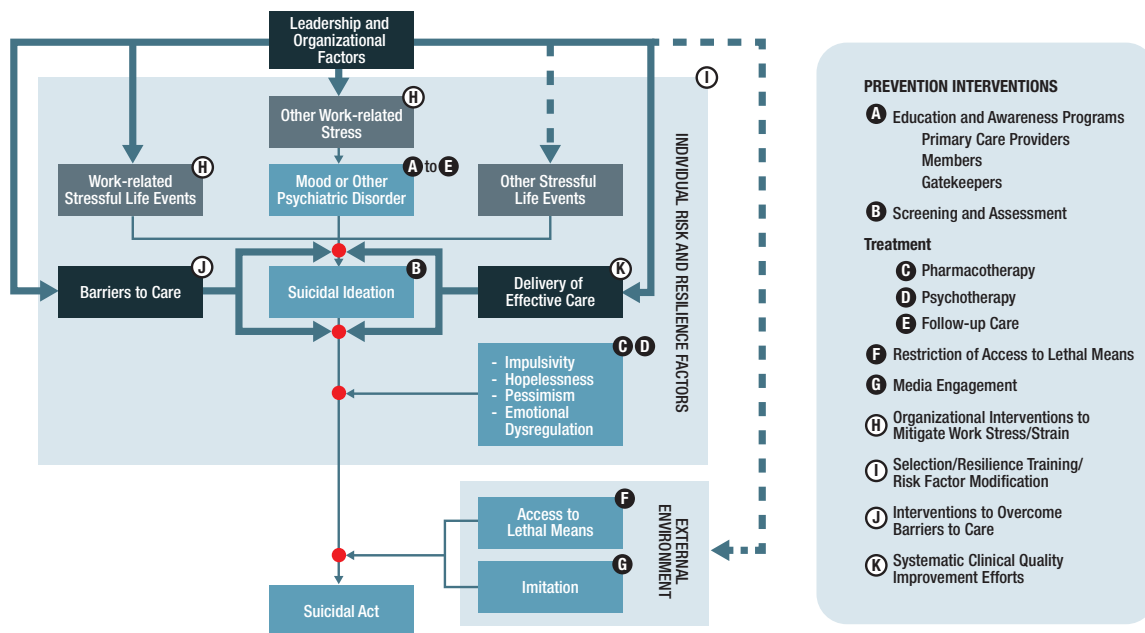 Leadership and
Organizational
Factors
I
H
Other Work-related
Stress
H
Work-related
Stressful Life Events
A to E
Mood or Other
Psychiatric Disorder
Other Stressful
Life Events
INDIVIDUAL RISK AND RESILIENCE FACTORS
J
Barriers to Care
B
Suicidal Ideation
K
Delivery of
Effective Care
C D
- Impulsivity
- Hopelessness
- Pessimism
- Emotional
Dysregulation
F
Access to
Lethal Means
G
Imitation
EXTERNAL
ENVIRONMENT
Suicidal Act
PREVENTION INTERVENTIONS
A Education and Awareness Programs
Primary Care Providers
Members
Gatekeepers
B Screening and Assessment
Treatment
C Pharmacotherapy
D Psychotherapy
E Follow-up Care
F Restriction of Access to Lethal Means
G Media Engagement
H Organizational Interventions to
Mitigate Work Stress/Strain
I Selection/Resilience Training/
Risk Factor Modification
J Interventions to Overcome
Barriers to Care
K Systematic Clinical Quality
Improvement Efforts